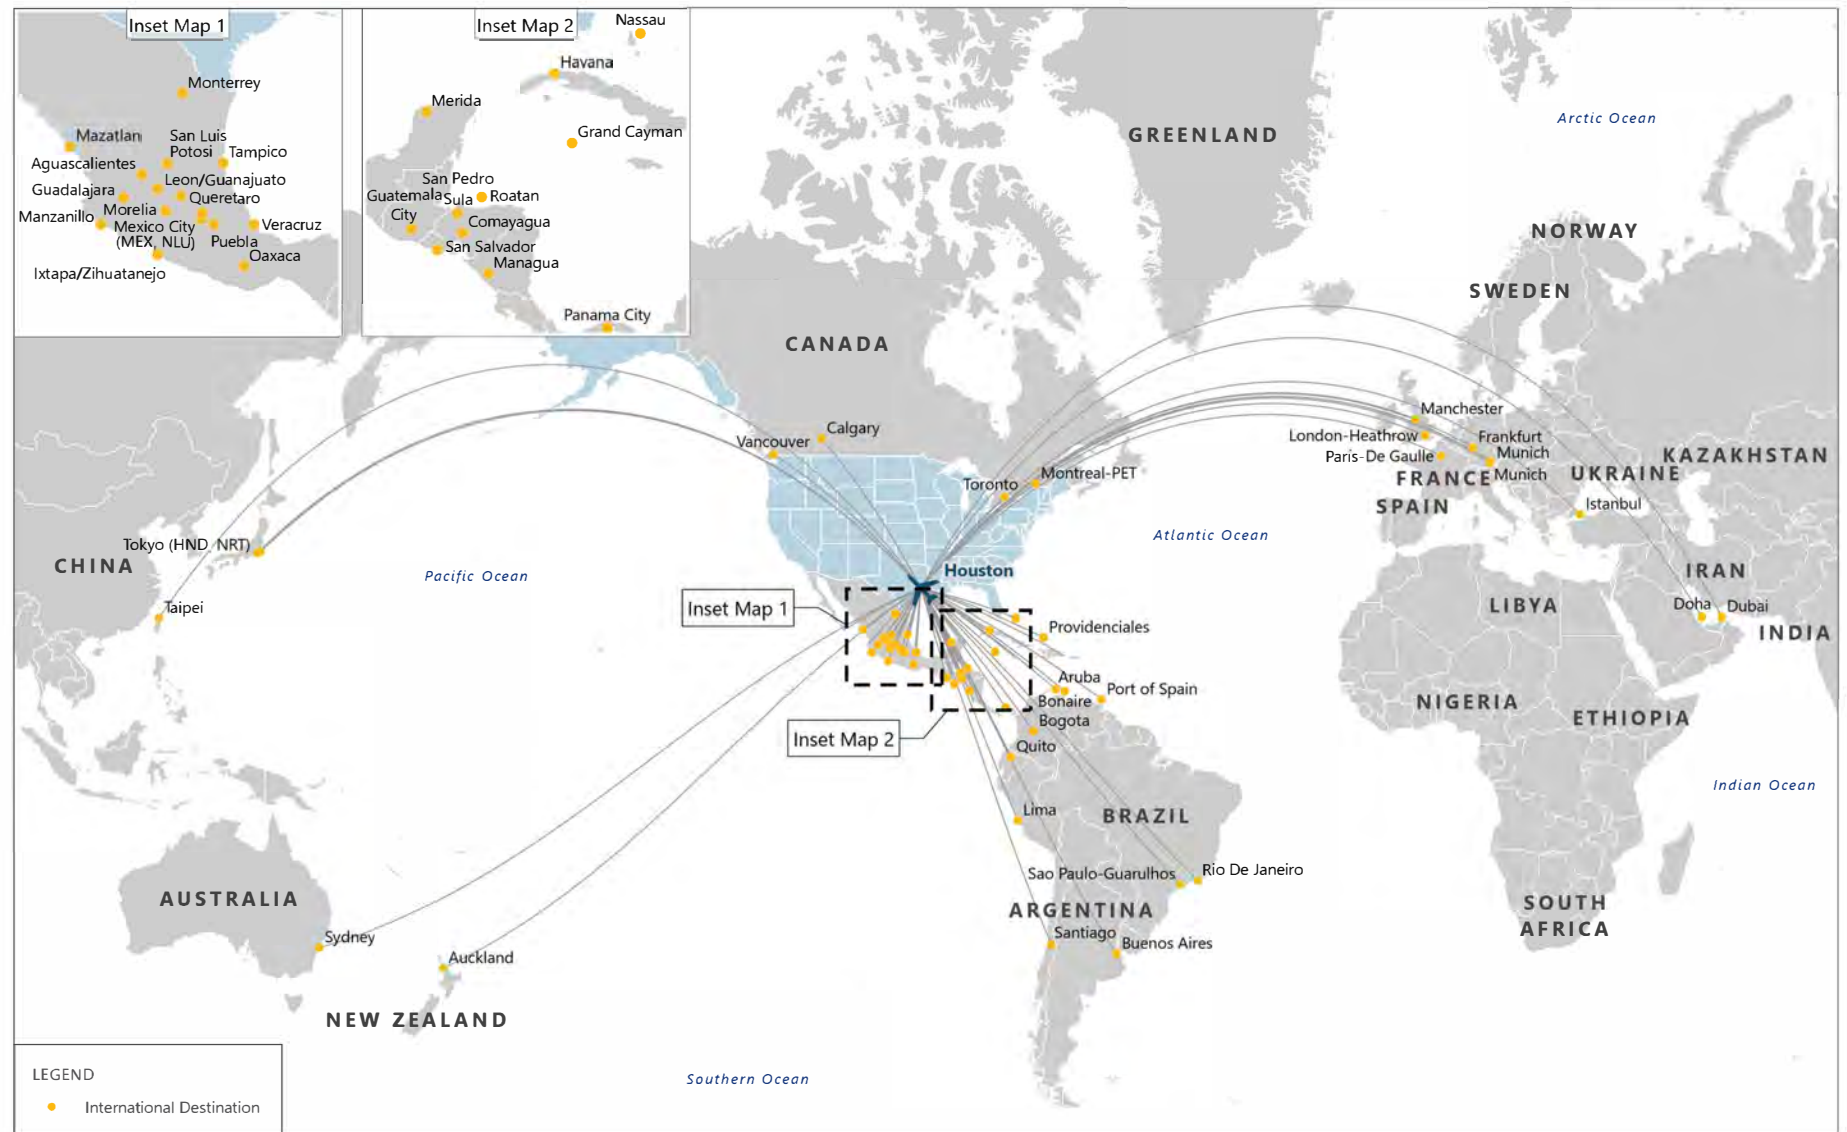 Inset Map 1
Monterrey
Mazatlan
San Luis
Potosi
Tampico
Aguascalientes
Leon/Guanajuato
Guadalajara
Queretaro
Morelia
Manzanillo
Mexico City
(MEX, NLU)
Veracruz
Puebla
Oaxaca
Ixtapa/Zihuatanejo
Inset Map 2
Nassau
Havana
Merida
Grand Cayman
San Pedro
Sula
Roatan
Guatemala
City
Comayagua
San Salvador
Managua
Panama City
GREENLAND
Arctic Ocean
NORWAY
SWEDEN
CANADA
Calgary
Vancouver
Toronto
Montreal-PET
Manchester
London-Heathrow
Paris-De Gaulle
Frankfurt
Munich
Munich
FRANCE
SPAIN
UKRAINE
KAZAKHSTAN
Istanbul
Atlantic Ocean
Pacific Ocean
Tokyo (HND, NRT)
CHINA
Taipei
Houston
Inset Map 1
Inset Map 2
LIBYA
IRAN
Doha
Dubai
INDIA
Providenciales
Aruba
Port of Spain
Bonaire
Bogota
Quito
NIGERIA
ETHIOPIA
Indian Ocean
Lima
BRAZIL
Sao Paulo-Guarulhos
Rio De Janeiro
ARGENTINA
Santiago
Buenos Aires
SOUTH
AFRICA
AUSTRALIA
Sydney
Auckland
NEW ZEALAND
Southern Ocean
LEGEND
International Destination